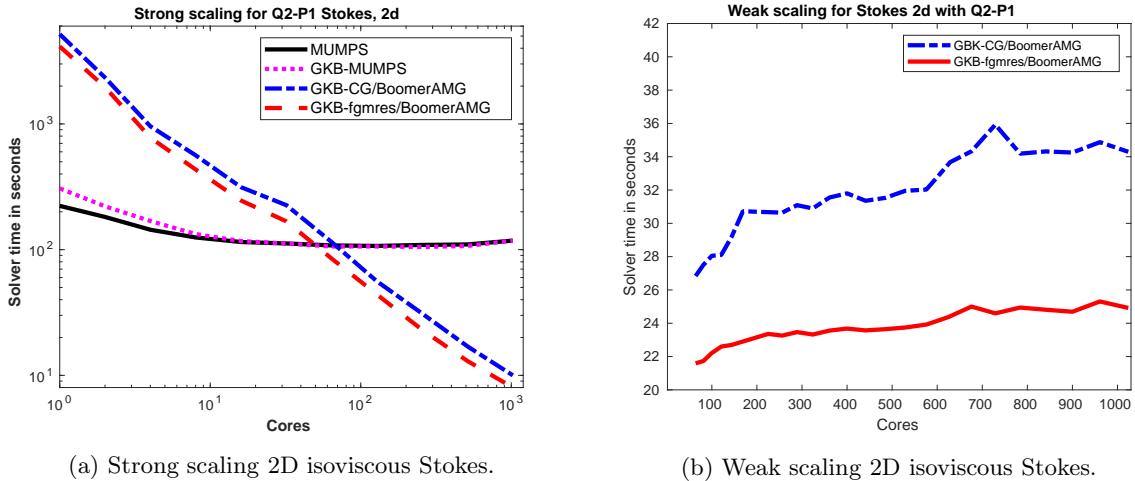 Strong scaling for Q2-P1 Stokes, 2d
MUMPS
GKB-MUMPS
GKB-CG/BoomerAMG
GKB-fgmres/BoomerAMG
Solver time in seconds
10^3
10^2
10^1
10^0 10^1 10^2 10^3
Cores
(a) Strong scaling 2D isoviscous Stokes.
Weak scaling for Stokes 2d with Q2-P1
GBK-CG/BoomerAMG
GKB-fgmres/BoomerAMG
Solver time in seconds
42
40
38
36
34
32
30
28
26
24
22
20
100 200 300 400 500 600 700 800 900 1000
Cores
(b) Weak scaling 2D isoviscous Stokes.